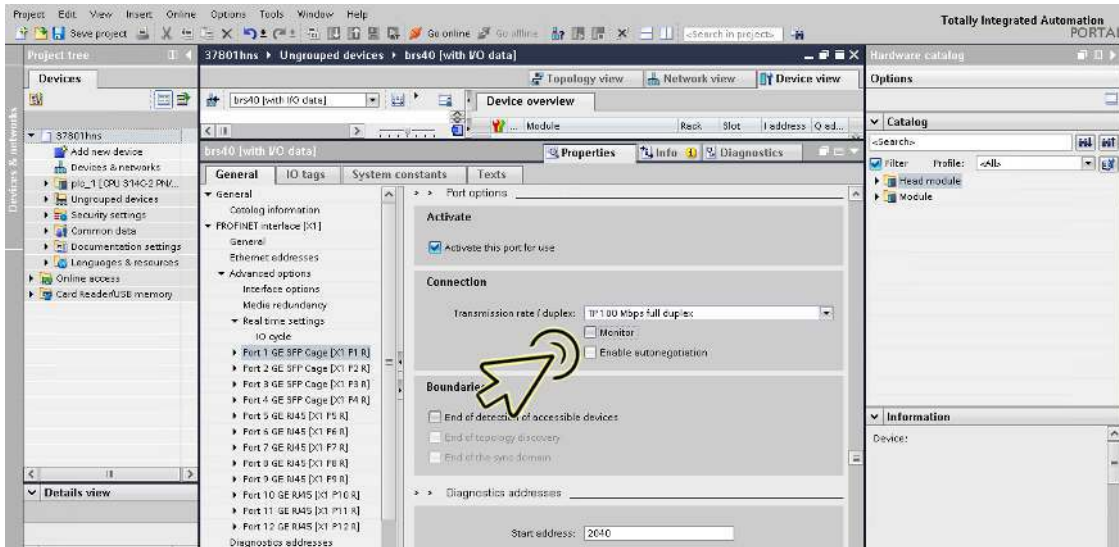 Project Edit View Insert Online Options Tools Window Help
Totally Integrated Automation
PORTAL
Save project
Go online
Go offline
<Search in project>
Project tree
37801hns
Ungrouped devices
brs40 [with I/O data]
Hardware catalog
Devices
Topology view
Network view
Device view
Options
Devices & networks
brs40 [with I/O data]
Device overview
... Module Rack Slot I address Q ad...
Catalog
<Search>
Filter Profile: <All>
Head module
Module
37801hns
Add new device
Devices & networks
plc_1 [CPU 314C-2 PN/...
Ungrouped devices
Security settings
Common data
Documentation settings
Languages & resources
Online access
Card Reader/USB memory
Details view
brs40 [with I/O data]
Properties
Info
Diagnostics
General
IO tags
System constants
Texts
General
Catalog information
PROFINET interface [X1]
General
Ethernet addresses
Advanced options
Interface options
Media redundancy
Real time settings
IO cycle
Port 1 GE SFP Cage [X1 P1 R]
Port 2 GE SFP Cage [X1 P2 R]
Port 3 GE SFP Cage [X1 P3 R]
Port 4 GE SFP Cage [X1 P4 R]
Port 5 GE RJ45 [X1 P5 R]
Port 6 GE RJ45 [X1 P6 R]
Port 7 GE RJ45 [X1 P7 R]
Port 8 GE RJ45 [X1 P8 R]
Port 9 GE RJ45 [X1 P9 R]
Port 10 GE RJ45 [X1 P10 R]
Port 11 GE RJ45 [X1 P11 R]
Port 12 GE RJ45 [X1 P12 R]
Diagnostics addresses
> > Port options
Activate
Activate this port for use
Connection
Transmission rate / duplex: TP 100 Mbps full duplex
Monitor
Enable autonegotiation
Boundaries
End of detection of accessible devices
End of topology discovery
End of the sync domain
> > Diagnostics addresses
Start address: 2040
Information
Device: